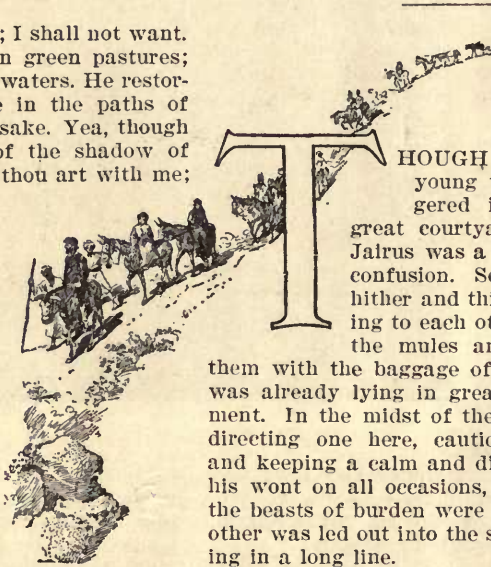 ; I shall not want.
n green pastures;
waters. He restor-
e in the paths of
sake. Yea, though
of the shadow of
thou art with me;
THOUGH
young
gered i
great courtya
Jairus was a
confusion. Se
hither and thi
ing to each ot
the mules an
them with the baggage of
was already lying in grea
ment. In the midst of the
directing one here, cautio
and keeping a calm and di
his wont on all occasions,
the beasts of burden were
other was led out into the s
ing in a long line.